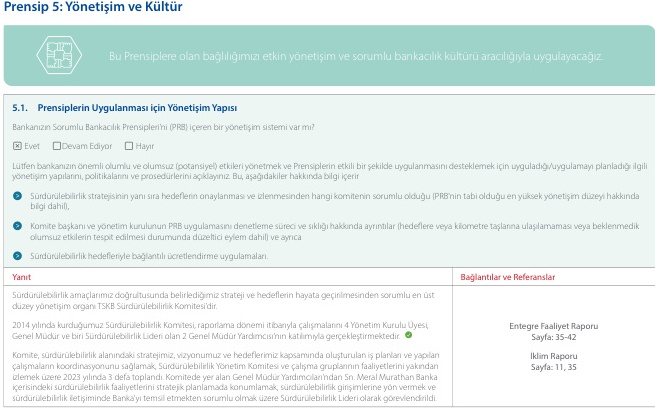 Prensip 5: Yönetişim ve Kültür
Bu Prensiplere olan bağlılığımızı etkin yönetişim ve sorumlu bankacılık kültürü aracılığıyla uygulayacağız.
5.1. Prensiplerin Uygulanması için Yönetişim Yapısı
Bankanızın Sorumlu Bankacılık Prensipleri'ni (PRB) içeren bir yönetişim sistemi var mı?
Evet Devam Ediyor Hayır
Lütfen bankanızın önemli olumlu ve olumsuz (potansiyel) etkileri yönetmek ve Prensiplerin etkili bir şekilde uygulanmasını desteklemek için uyguladığı/uygulamayı planladığı ilgili
yönetişim yapılarını, politikalarını ve prosedürlerini açıklayınız. Bu, aşağıdakiler hakkında bilgi içerir
Sürdürülebilirlik stratejisinin yanı sıra hedeflerin onaylanması ve izlenmesinden hangi komitenin sorumlu olduğu (PRB'nin tabi olduğu en yüksek yönetişim düzeyi hakkında
bilgi dahil),
Komite başkanı ve yönetim kurulunun PRB uygulamasını denetleme süreci ve sıklığı hakkında ayrıntılar (hedeflere veya kilometre taşlarına ulaşılamaması veya beklenmedik
olumsuz etkilerin tespit edilmesi durumunda düzeltici eylem dahil) ve ayrıca
Sürdürülebilirlik hedefleriyle bağlantılı ücretlendirme uygulamaları.
Yanıt
Bağlantılar ve Referanslar
Sürdürülebilirlik amaçlarımız doğrultusunda belirlediğimiz strateji ve hedeflerin hayata geçirilmesinden sorumlu en üst
düzey yönetişim organı TSKB Sürdürülebilirlik Komitesi'dir.
2014 yılında kurduğumuz Sürdürülebilirlik Komitesi, raporlama dönemi itibarıyla çalışmalarını 4 Yönetim Kurulu Üyesi,
Genel Müdür ve biri Sürdürülebilirlik Lideri olan 2 Genel Müdür Yardımcısı'nın katılımıyla gerçekleştirmektedir.
Komite, sürdürülebilirlik alanındaki stratejimiz, vizyonumuz ve hedeflerimiz kapsamında oluşturulan iş planları ve yapılan
çalışmaların koordinasyonunu sağlamak, Sürdürülebilirlik Yönetim Komitesi ve çalışma gruplarının faaliyetlerini yakından
izlemek üzere 2023 yılında 3 defa toplandı. Komitede yer alan Genel Müdür Yardımcıları'ndan Sn. Meral Murathan Banka
içerisindeki sürdürülebilirlik faaliyetlerini stratejik planlamada konumlamak, sürdürülebilirlik girişimlerine yön vermek ve
sürdürülebilirlik iletişiminde Banka'yı temsil etmekten sorumlu olmak üzere Sürdürülebilirlik Lideri olarak görevlendirildi.
Entegre Faaliyet Raporu
Sayfa: 35-42
İklim Raporu
Sayfa: 11, 35